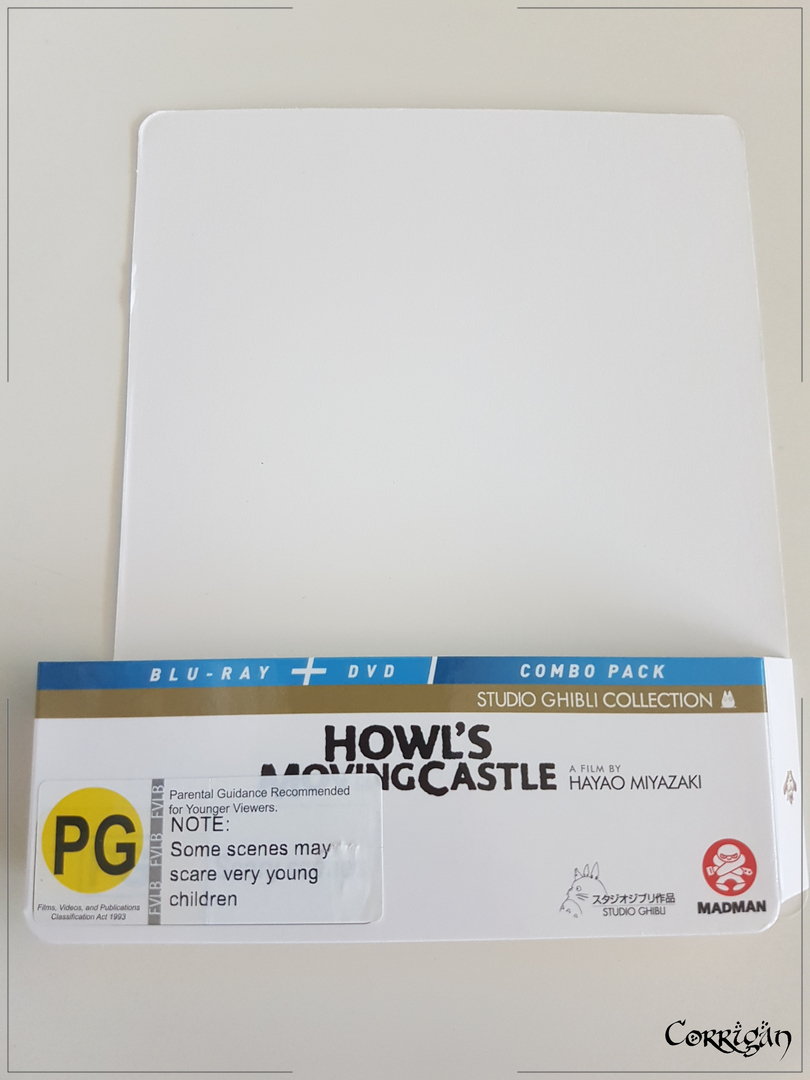 BLU-RAY + DVD / COMBO PACK
STUDIO GHIBLI COLLECTION
HOWL'S
MOVING CASTLE
A FILM BY
HAYAO MIYAZAKI
PG
Films, Videos, and Publications
Classification Act 1993
FVLB FVLB FVLB
Parental Guidance Recommended
for Younger Viewers.
NOTE:
Some scenes may
scare very young
children
スタジオジブリ作品
STUDIO GHIBLI
MADMAN
Corrigan